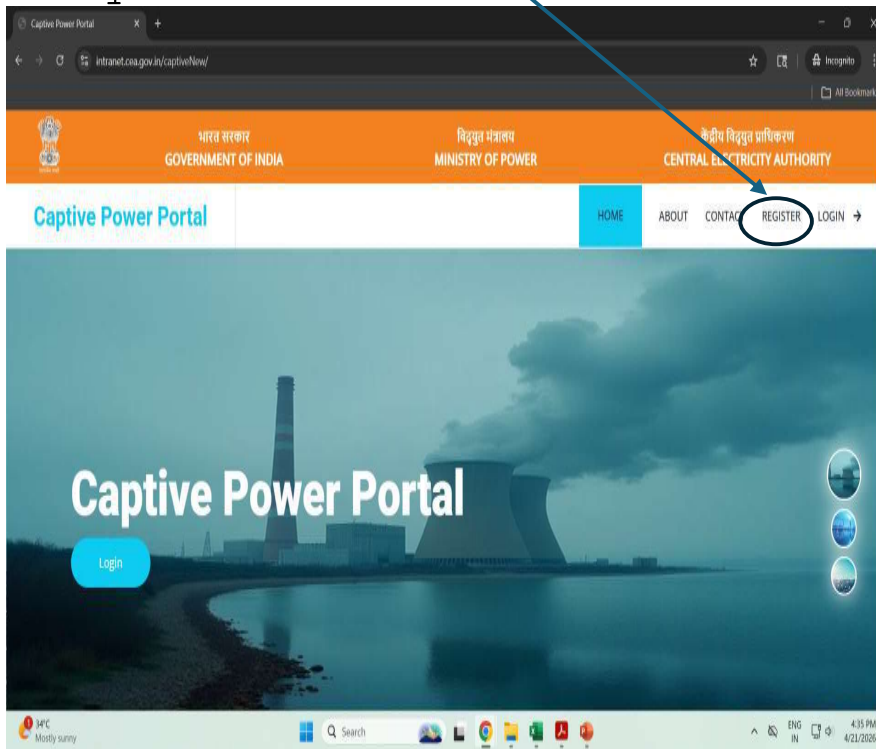 Captive Power Portal
intranet.cea.gov.in/captiveNew/
Incognito
All Bookmark
भारत सरकार
GOVERNMENT OF INDIA
विद्युत मंत्रालय
MINISTRY OF POWER
केंद्रीय विद्युत प्राधिकरण
CENTRAL ELECTRICITY AUTHORITY
Captive Power Portal
HOME
ABOUT
CONTAC
REGISTER
LOGIN →
Captive Power Portal
Login
34°C
Mostly sunny
Search
ENG
IN
4:35 PM
4/21/2026